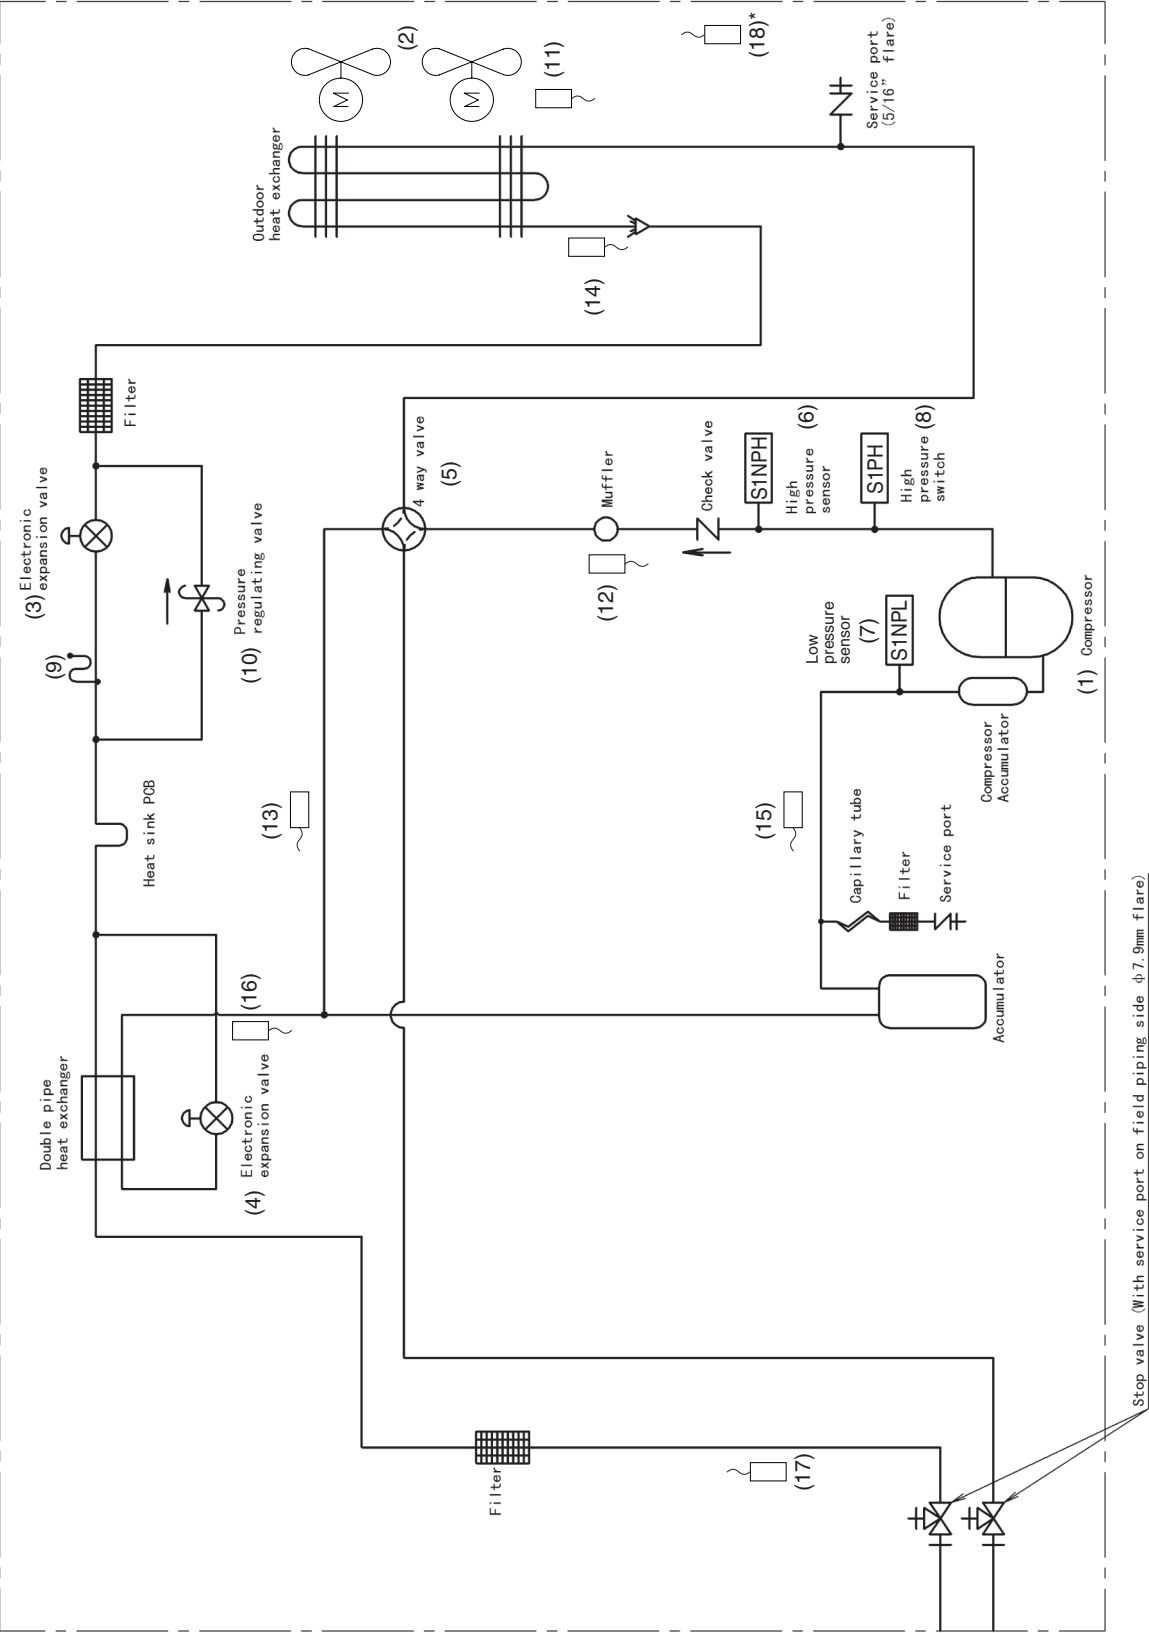 (2)
M
M
(11)
(18)*
Service port
(5/16” flare)
Outdoor
heat exchanger
(14)
Filter
4 way valve
(5)
Muffler
Check valve
S1NPH
(6)
High
pressure
sensor
S1PH
(8)
High
pressure
switch
(3)
Electronic
expansion valve
Pressure
regulating valve
(10)
(9)
(12)
Low
pressure
sensor
(7)
S1NPL
(1)
Compressor
Compressor
Accumulator
Heat sink PCB
(13)
(15)
Capillary tube
Filter
Service port
(16)
Double pipe
heat exchanger
Electronic
expansion valve
(4)
Accumulator
Filter
(17)
Stop valve (With service port on field piping side φ7.9mm flare)